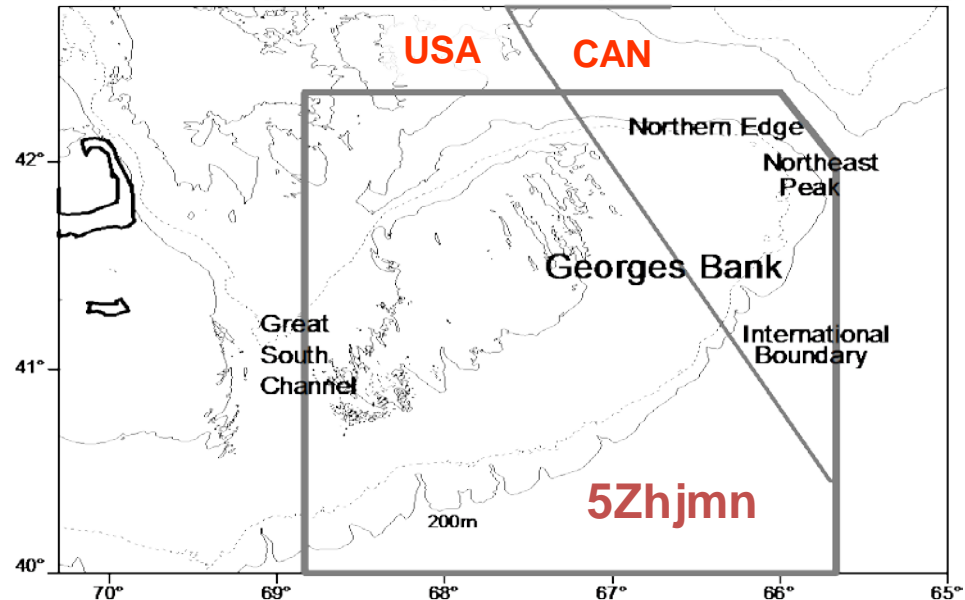 USA
CAN
Northern Edge
Northeast
Peak
42°
Georges Bank
Great
South
Channel
International
Boundary
41°
5Zhjmn
200m
40°
70°
69°
68°
67°
66°
65°